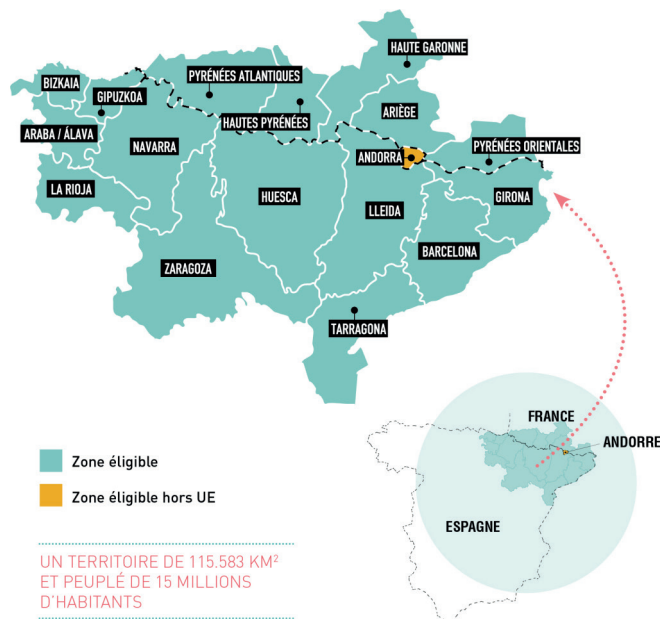 HAUTE GARONNE
BIZKAIA
PYRÉNÉES ATLANTIQUES
GIPUZKOA
ARIÈGE
HAUTES PYRÉNÉES
ARABA / ÁLAVA
NAVARRA
ANDORRA
PYRÉNÉES ORIENTALES
LA RIOJA
HUESCA
LLEIDA
GIRONA
BARCELONA
ZARAGOZA
TARRAGONA
FRANCE
ANDORRE
ESPAGNE
Zone éligible
Zone éligible hors UE
UN TERRITOIRE DE 115.583 KM²
ET PEUPLÉ DE 15 MILLIONS
D'HABITANTS